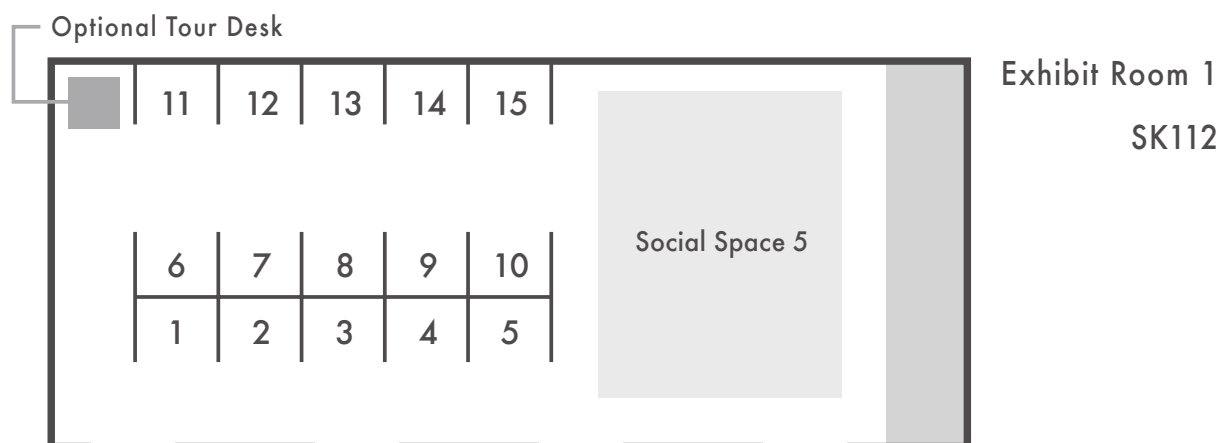 Optional Tour Desk
Exhibit Room 1
SK112
11 12 13 14 15
Social Space 5
6 7 8 9 10
1 2 3 4 5